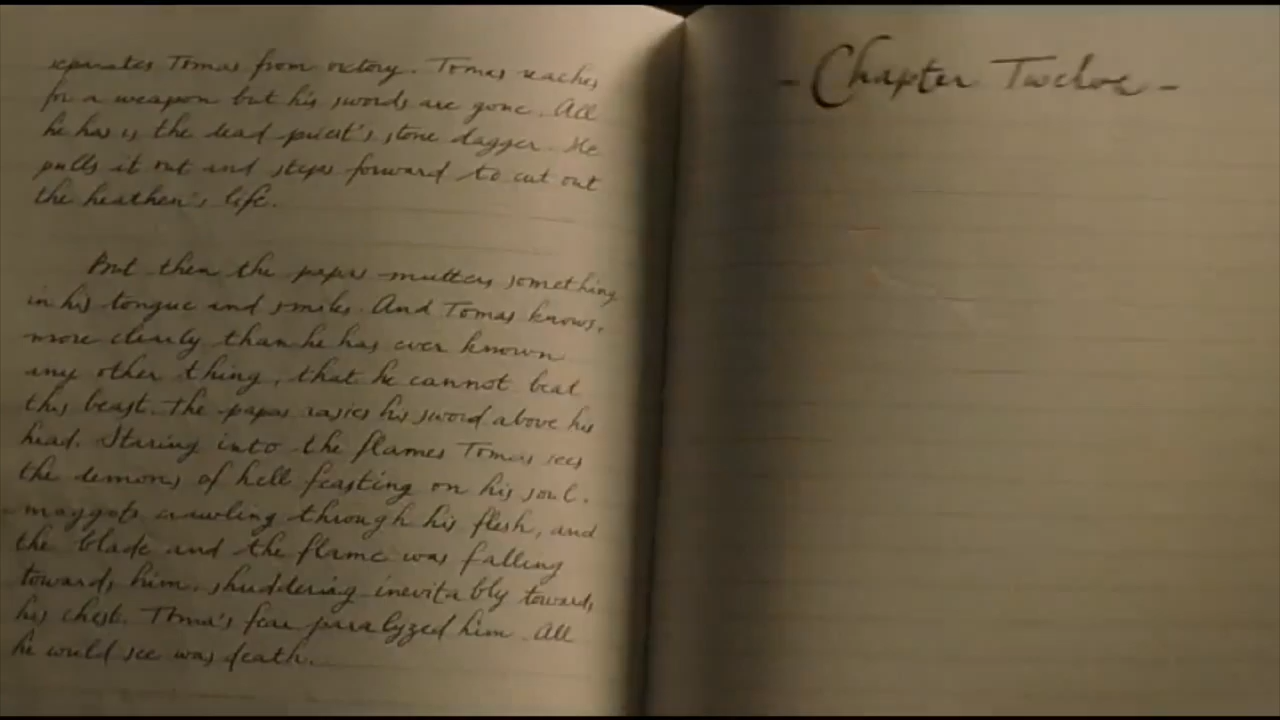 separates Tomas from victory. Tomas reaches
for a weapon but his swords are gone. All
he has is the dead priest's stone dagger. He
pulls it out and steps forward to cut out
the heathen's life.
But then the papas mutters something
in his tongue and smiles. And Tomas knows,
more clearly than he has ever known
any other thing, that he cannot beat
this beast. The papas rasies his sword above his
head. Staring into the flames Tomas sees
the demons of hell feasting on his soul.
maggots crawling through his flesh, and
the blade and the flame was falling
towards him, shuddering inevitably towards
his chest. Toma's fear paralyzed him. All
he would see was death.
- Chapter Twelve -